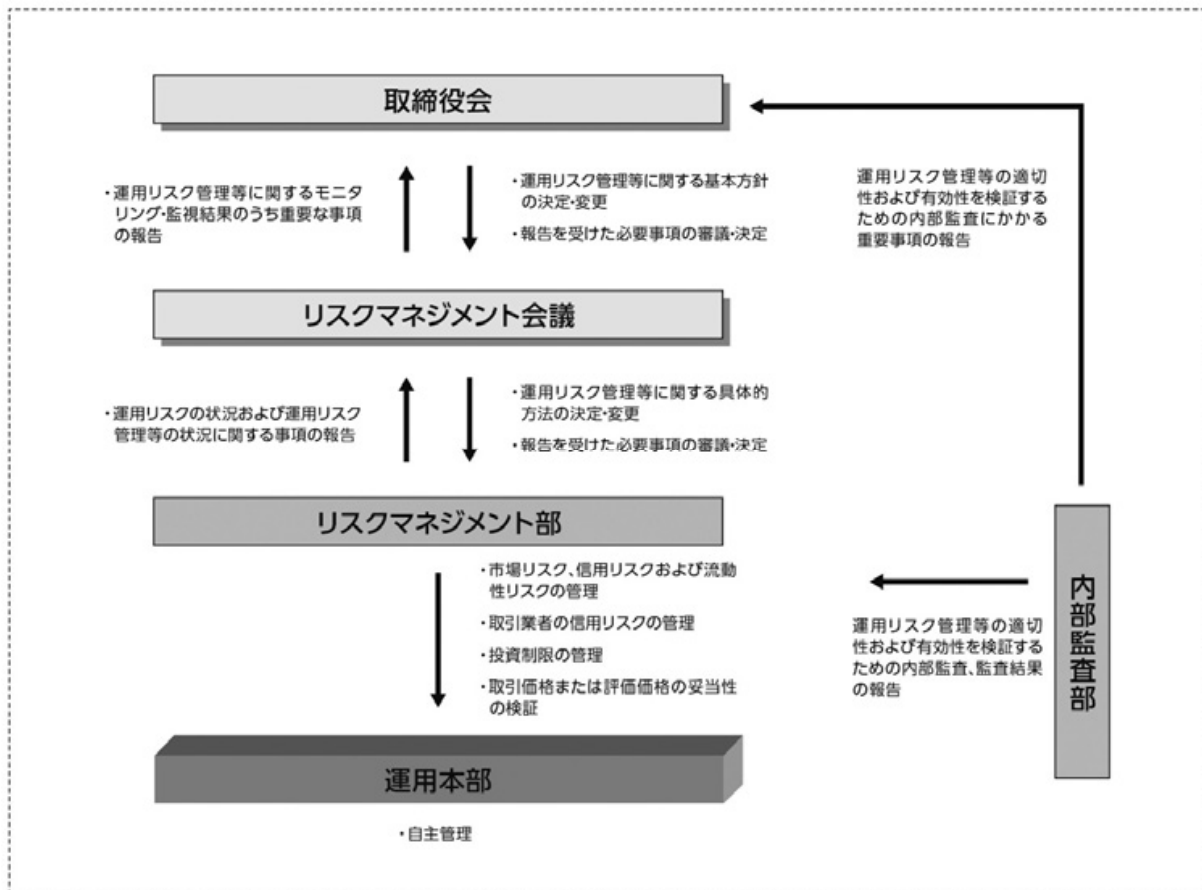 取締役会
・運用リスク管理等に関するモニタ
リング・監視結果のうち重要な事項
の報告
・運用リスク管理等に関する基本方針
の決定・変更
・報告を受けた必要事項の審議・決定
運用リスク管理等の適切
性および有効性を検証する
ための内部監査にかかる
重要事項の報告
リスクマネジメント会議
・運用リスクの状況および運用リスク
管理等の状況に関する事項の報告
・運用リスク管理等に関する具体的
方法の決定・変更
・報告を受けた必要事項の審議・決定
リスクマネジメント部
・市場リスク、信用リスクおよび流動
性リスクの管理
・取引業者の信用リスクの管理
・投資制限の管理
・取引価格または評価価格の妥当性
の検証
運用リスク管理等の適切
性および有効性を検証する
ための内部監査、監査結果
の報告
内部監査部
運用本部
・自主管理